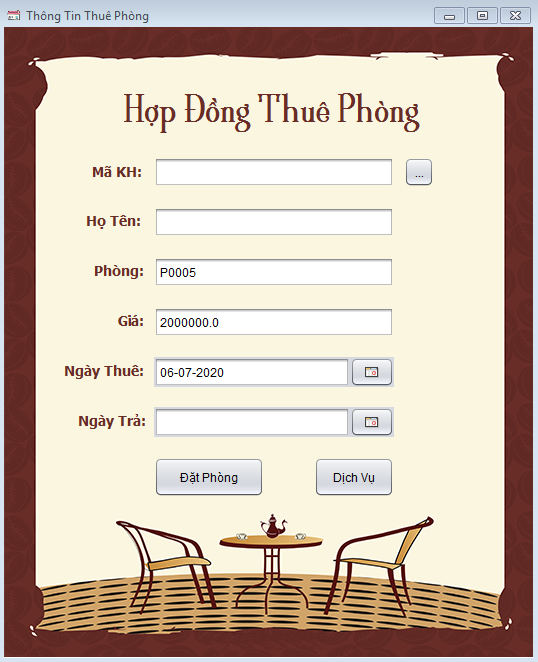 Thông Tin Thuê Phòng
Hợp Đồng Thuê Phòng
Mã KH:
...
Họ Tên:
Phòng: P0005
Giá: 2000000.0
Ngày Thuê: 06-07-2020
Ngày Trả:
Đặt Phòng Dịch Vụ